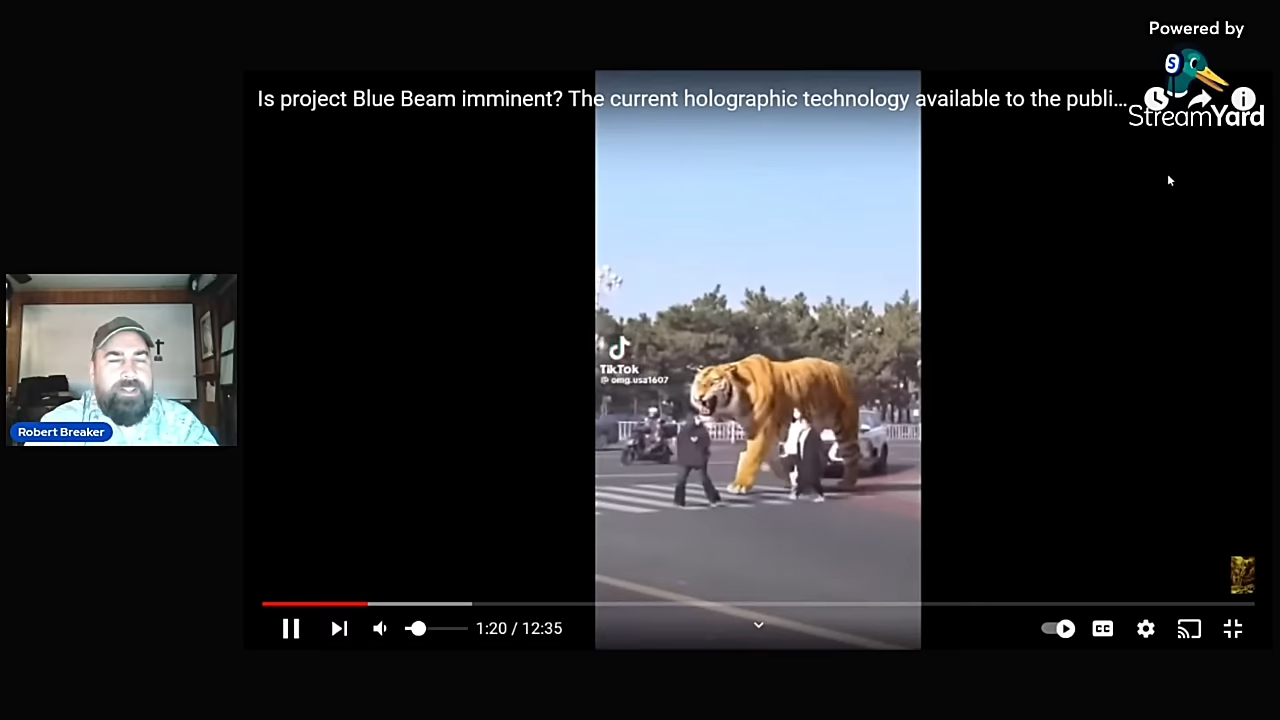 Powered by
S
StreamYard
Is project Blue Beam imminent? The current holographic technology available to the publi...
TikTok
@ omg.usa1607
Robert Breaker
1:20 / 12:35
CC